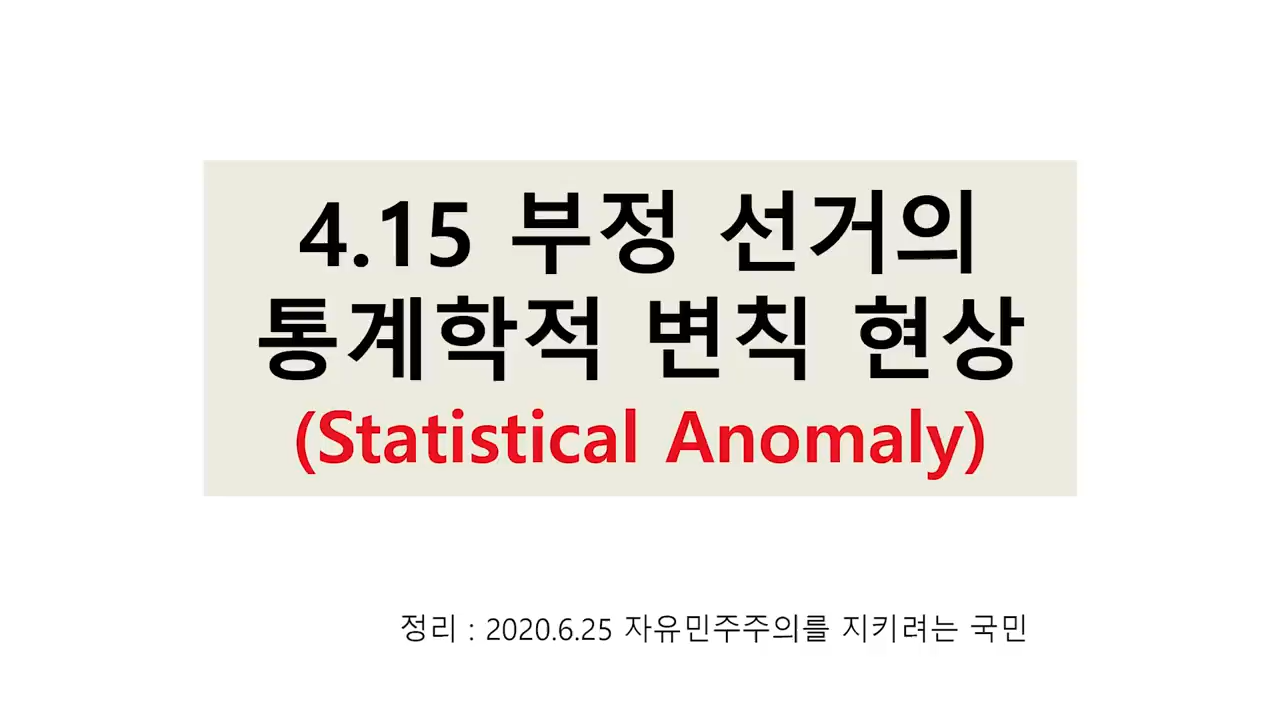 4.15 부정 선거의
통계학적 변칙 현상
(Statistical Anomaly)
정리 : 2020.6.25 자유민주주의를 지키려는 국민